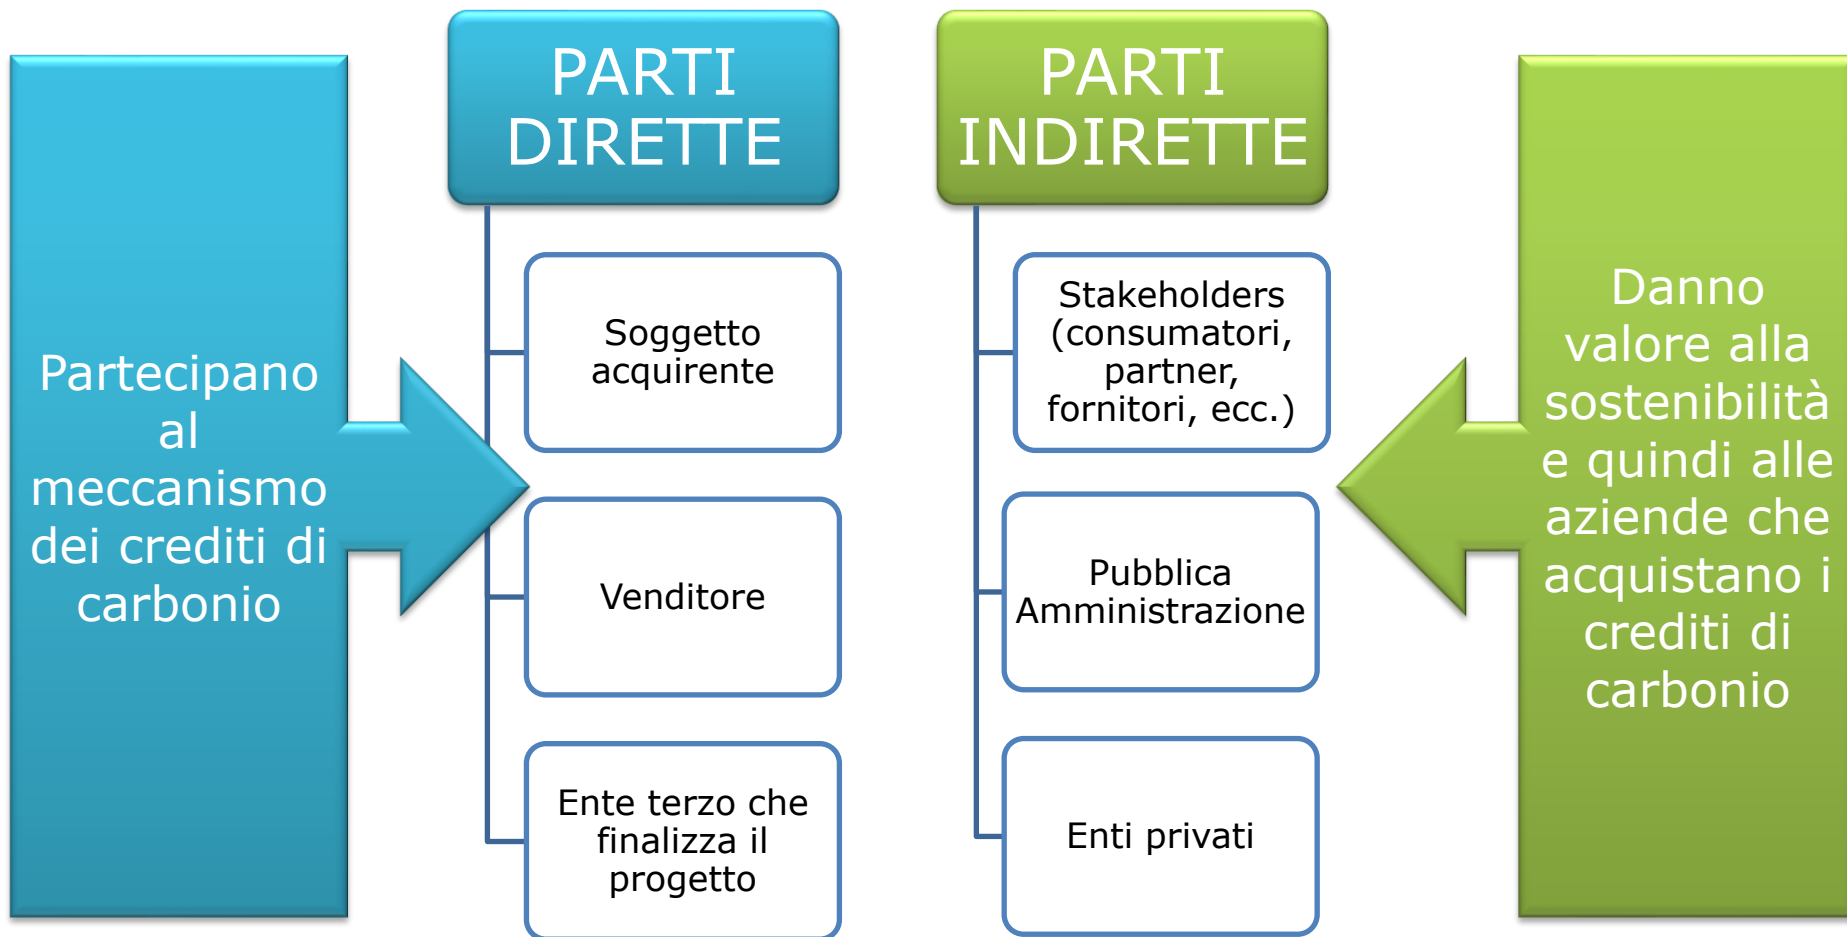 Partecipano
al
meccanismo
dei crediti di
carbonio
PARTI
DIRETTE
Soggetto
acquirente
Venditore
Ente terzo che
finalizza il
progetto
PARTI
INDIRETTE
Stakeholders
(consumatori,
partner,
fornitori, ecc.)
Pubblica
Amministrazione
Enti privati
Danno
valore alla
sostenibilità
e quindi alle
aziende che
acquistano i
crediti di
carbonio